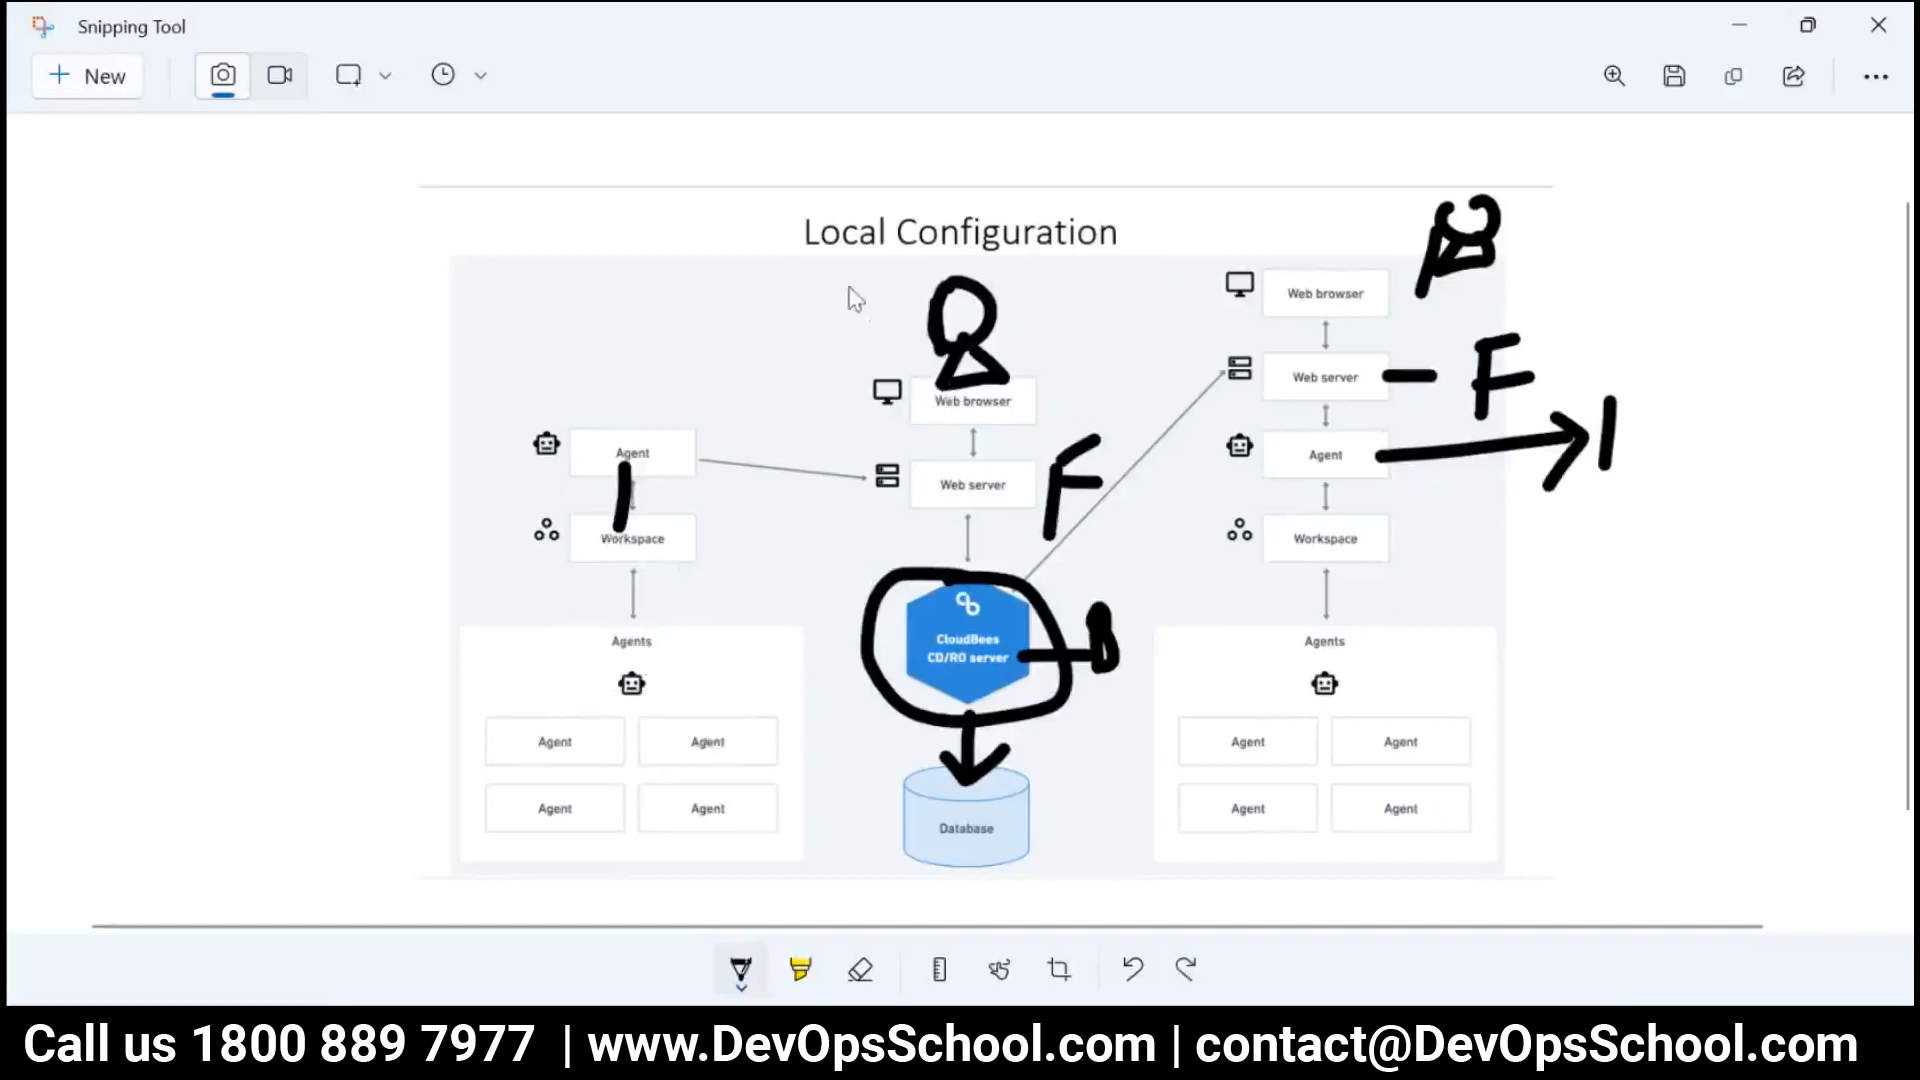 Snipping Tool
New
Local Configuration
Web browser
Web browser
Web server
F
Agent
Web server
F
Agent
Workspace
Workspace
CloudBees
CD/RO server
Agents
Agents
Agent Agent
Agent Agent
Agent Agent
Agent Agent
Database
Call us 1800 889 7977 | www.DevOpsSchool.com | contact@DevOpsSchool.com